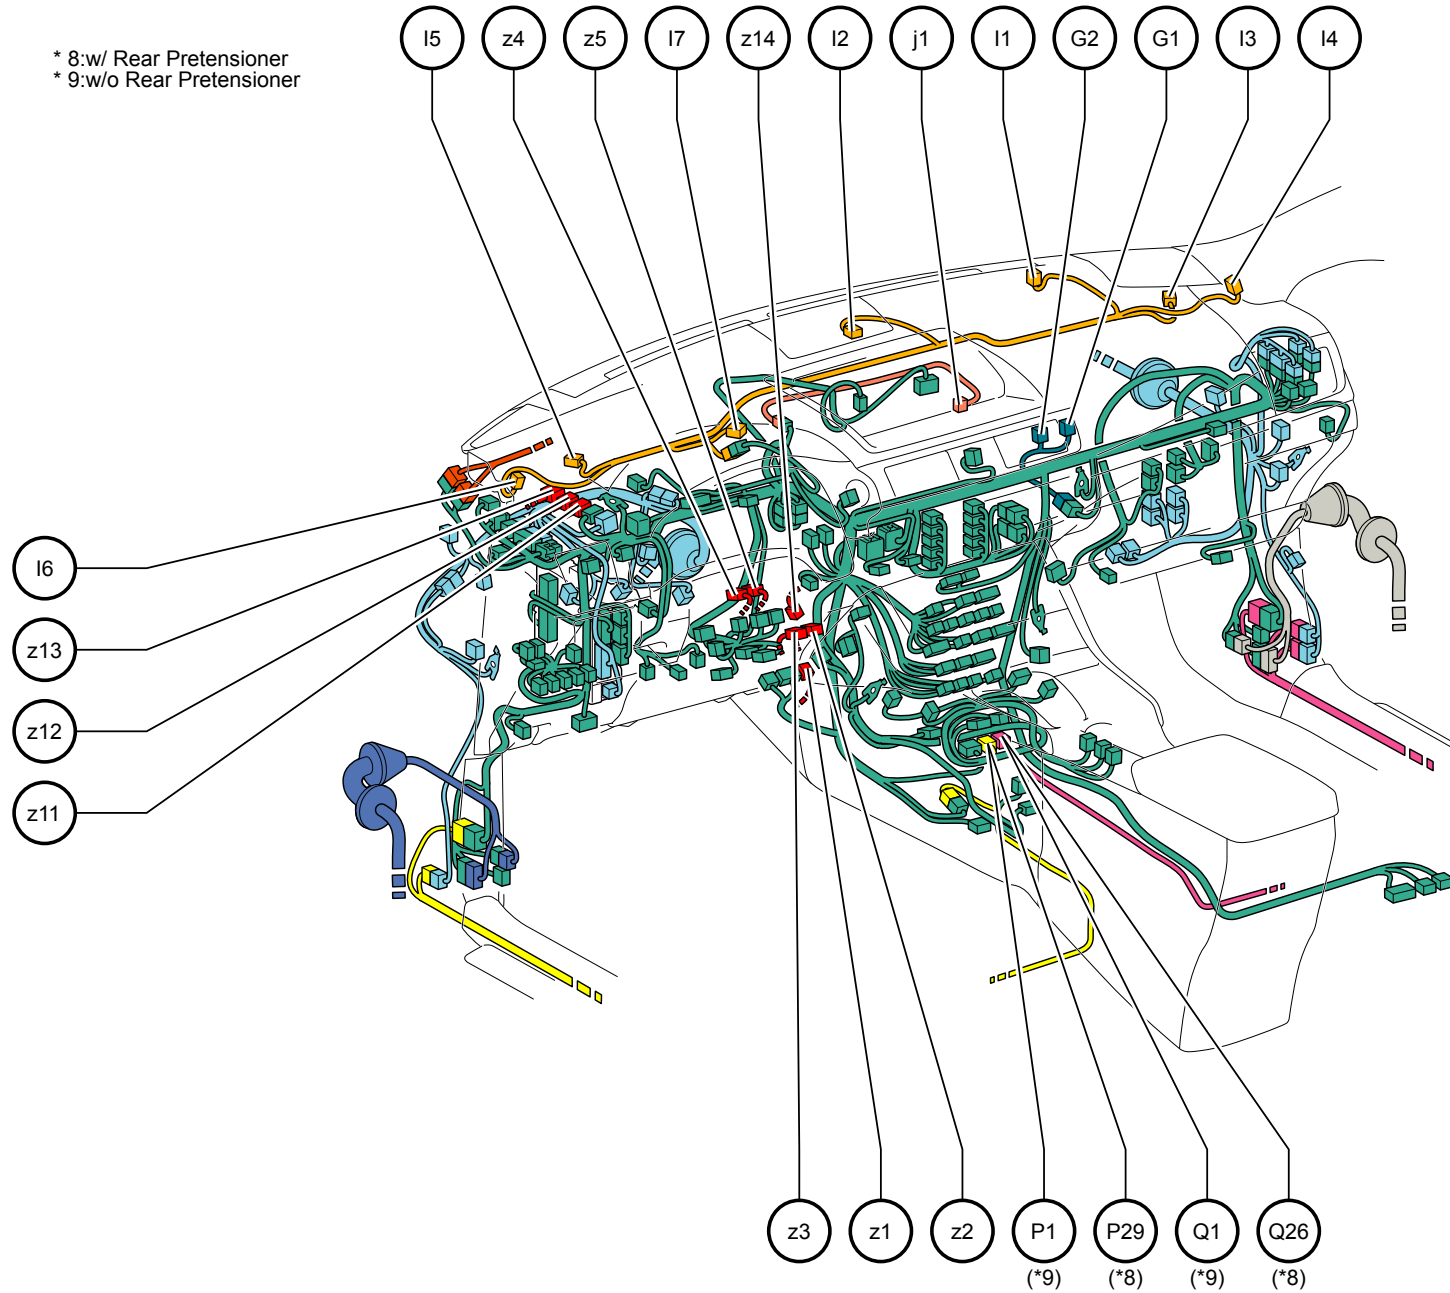 * 8:w/ Rear Pretensioner
* 9:w/o Rear Pretensioner
I5 z4 z5 I7 z14 I2 j1 I1 G2 G1 I3 I4
I6
z13
z12
z11
z3 z1 z2 P1 P29 Q1 Q26
(*9) (*8) (*9) (*8)